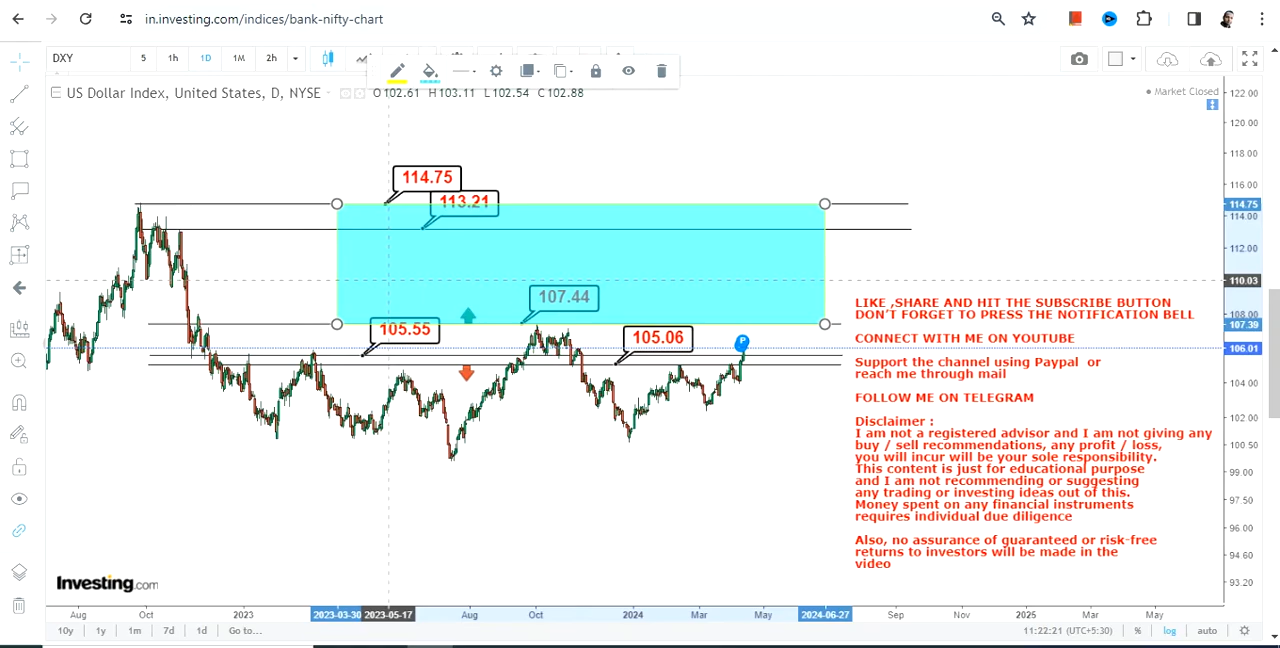 in.investing.com/indices/bank-nifty-chart
DXY 5 1h 1D 1M 2h
US Dollar Index, United States, D, NYSE O102.61 H103.11 L102.54 C102.88
Market Closed
122.00
120.00
118.00
116.00
114.75
114.00
112.00
110.03
108.00
107.39
106.01
104.00
102.00
100.50
99.00
97.50
96.00
94.60
93.20
114.75
113.21
107.44
105.55
105.06
P
LIKE ,SHARE AND HIT THE SUBSCRIBE BUTTON
DON'T FORGET TO PRESS THE NOTIFICATION BELL
CONNECT WITH ME ON YOUTUBE
Support the channel using Paypal or
reach me through mail
FOLLOW ME ON TELEGRAM
Disclaimer :
I am not a registered advisor and I am not giving any
buy / sell recommendations, any profit / loss,
you will incur will be your sole responsibility.
This content is just for educational purpose
and I am not recommending or suggesting
any trading or investing ideas out of this.
Money spent on any financial instruments
requires individual due diligence
Also, no assurance of guaranteed or risk-free
returns to investors will be made in the
video
Investing.com
Aug Oct 2023 2023-03-30 2023-05-17 Aug Oct 2024 Mar May 2024-06-27 Sep Nov 2025 Mar May
10y 1y 1m 7d 1d Go to... 11:22:21 (UTC+5:30) % log auto